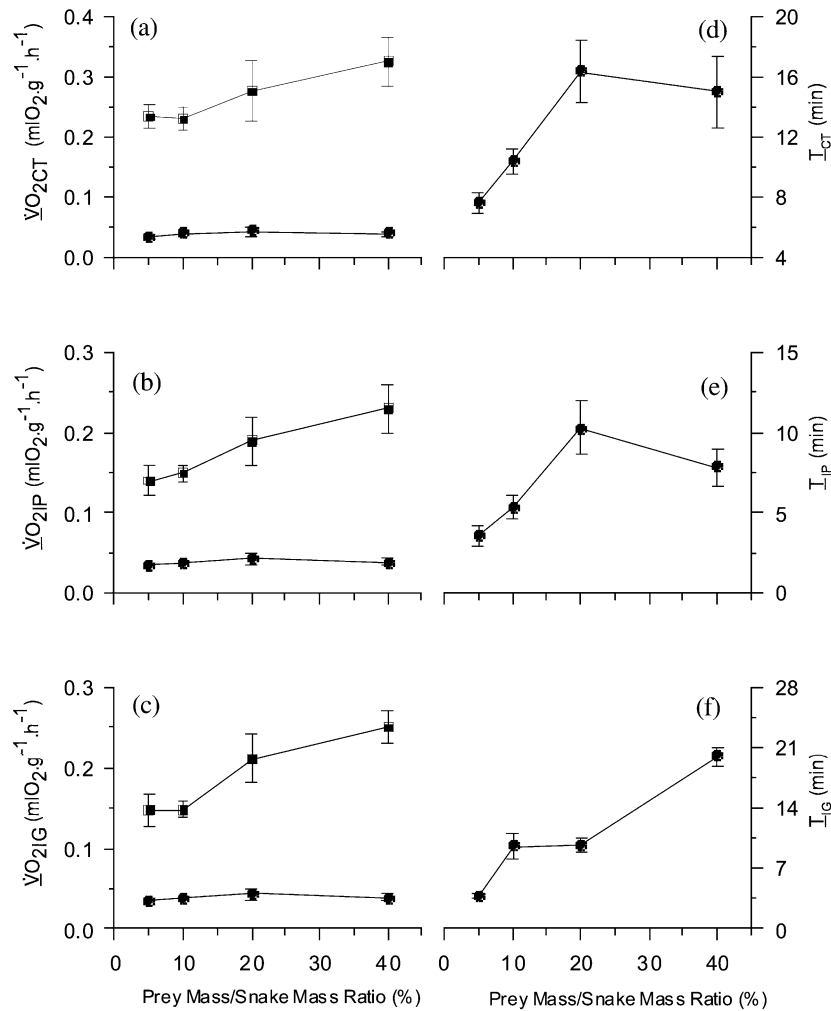 (a)
0.4
0.3
0.2
0.1
0.0
V̇O2CT (mlO2.g-1.h-1)
(d)
20
16
12
8
4
TCT (min)
(b)
0.3
0.2
0.1
0.0
V̇O2IP (mlO2.g-1.h-1)
(e)
15
10
5
0
TIP (min)
(c)
0.3
0.2
0.1
0.0
V̇O2IG (mlO2.g-1.h-1)
(f)
28
21
14
7
0
TIG (min)
0 10 20 30 40
Prey Mass/Snake Mass Ratio (%)
0 10 20 30 40
Prey Mass/Snake Mass Ratio (%)